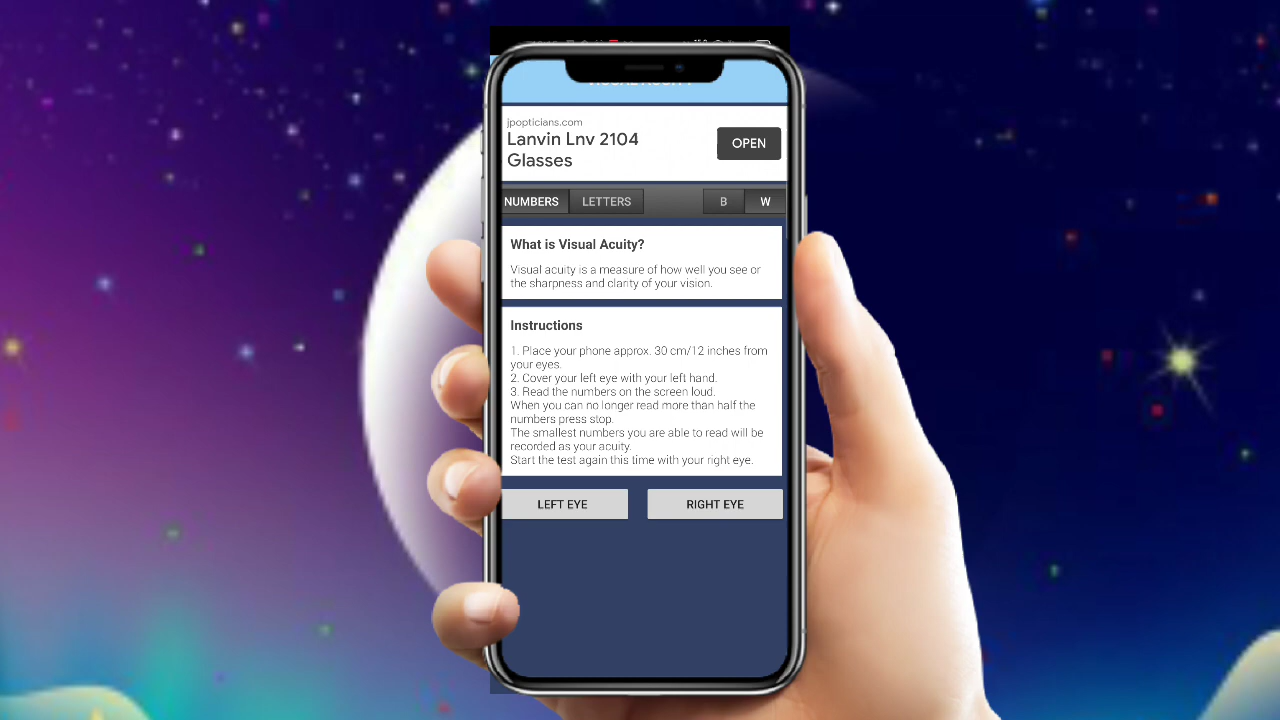 jpopticians.com
Lanvin Lnv 2104
Glasses
OPEN
NUMBERS LETTERS B W
What is Visual Acuity?
Visual acuity is a measure of how well you see or
the sharpness and clarity of your vision.
Instructions
1. Place your phone approx. 30 cm/12 inches from
your eyes.
2. Cover your left eye with your left hand.
3. Read the numbers on the screen loud.
When you can no longer read more than half the
numbers press stop.
The smallest numbers you are able to read will be
recorded as your acuity.
Start the test again this time with your right eye.
LEFT EYE RIGHT EYE